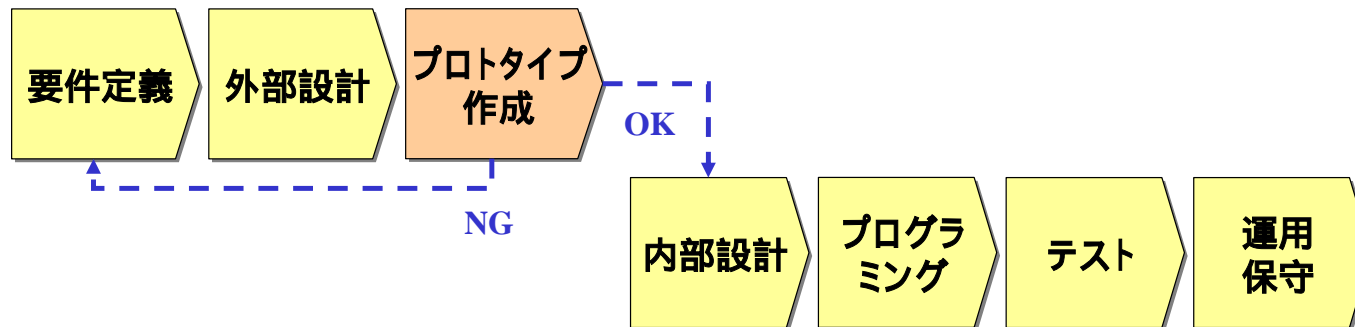 要件定義
外部設計
プロトタイプ
作成
OK
NG
内部設計
プログラ
ミング
テスト
運用
保守